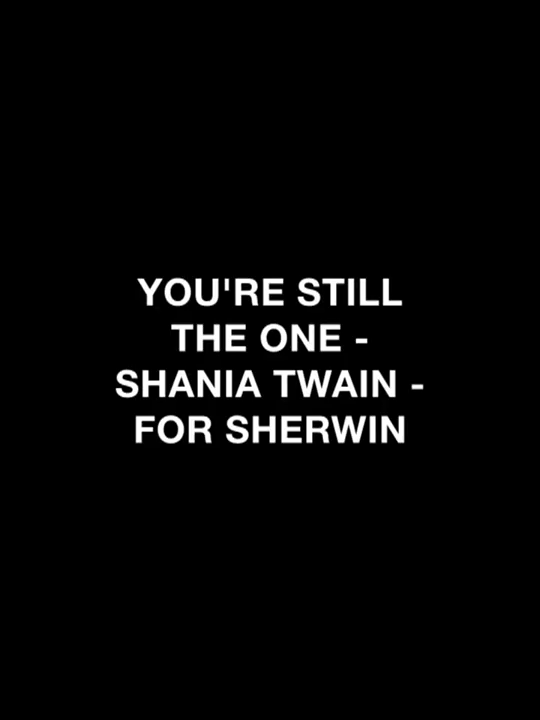 YOU'RE STILL
THE ONE -
SHANIA TWAIN -
FOR SHERWIN